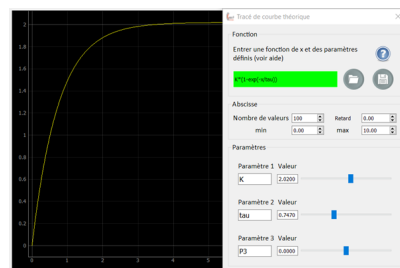 Tracé de courbe théorique
Fonction
Entrer une fonction de x et des paramètres
définis (voir aide)
K*(1-exp(-x/tau))
Abscisse
Nombre de valeurs 100 Retard 0.00
min 0.00 max 10.00
Paramètres
Paramètre 1 Valeur
K 2.0200
Paramètre 2 Valeur
tau 0.7470
Paramètre 3 Valeur
P3 0.0000
2
1.8
1.6
1.4
1.2
1
0.8
0.6
0.4
0.2
0
0 1 2 3 4 5